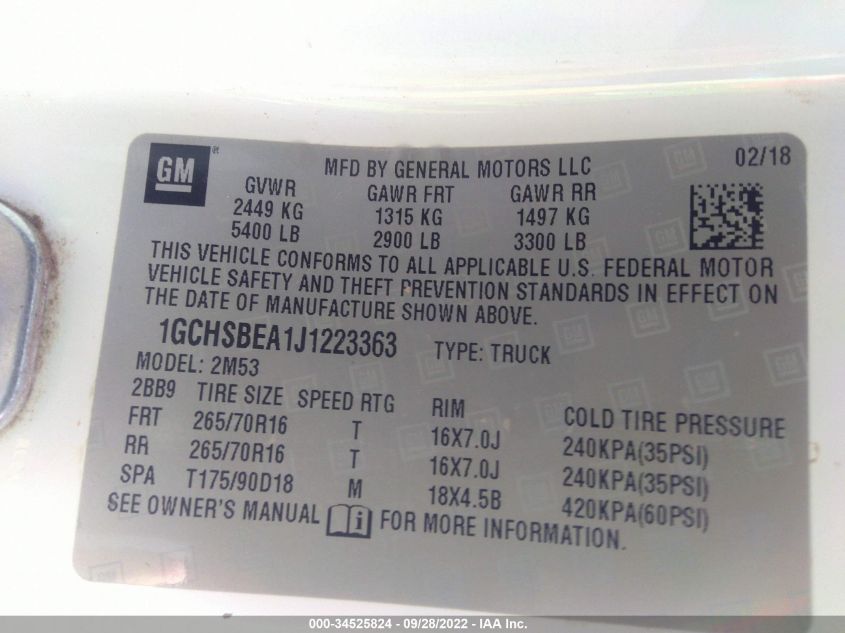 GM
MFD BY GENERAL MOTORS LLC 02/18
GVWR GAWR FRT GAWR RR
2449 KG 1315 KG 1497 KG
5400 LB 2900 LB 3300 LB
THIS VEHICLE CONFORMS TO ALL APPLICABLE U.S. FEDERAL MOTOR
VEHICLE SAFETY AND THEFT PREVENTION STANDARDS IN EFFECT ON
THE DATE OF MANUFACTURE SHOWN ABOVE.
1GCHSBEA1J1223363 TYPE: TRUCK
MODEL: 2M53
2BB9 TIRE SIZE SPEED RTG RIM COLD TIRE PRESSURE
FRT 265/70R16 T 16X7.0J 240KPA(35PSI)
RR 265/70R16 T 16X7.0J 240KPA(35PSI)
SPA T175/90D18 M 18X4.5B 420KPA(60PSI)
SEE OWNER'S MANUAL i FOR MORE INFORMATION.
000-34525824 - 09/28/2022 - IAA Inc.